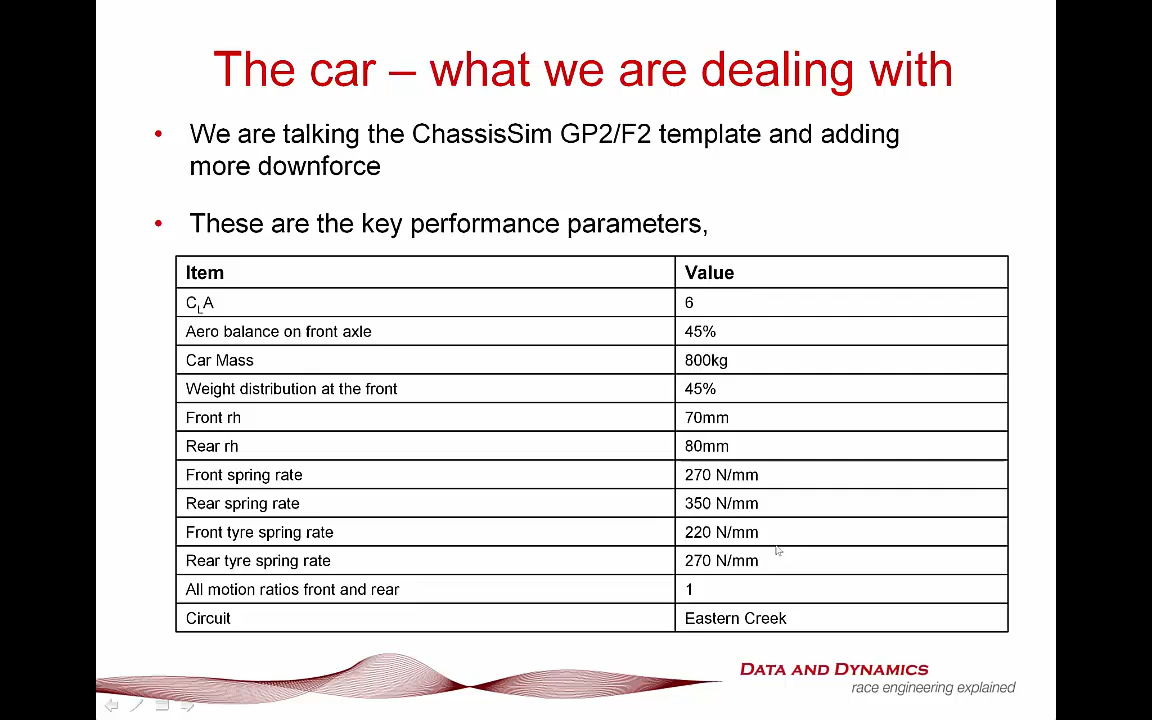 The car – what we are dealing with
• We are talking the ChassisSim GP2/F2 template and adding
more downforce
• These are the key performance parameters,
Item Value
CLA 6
Aero balance on front axle 45%
Car Mass 800kg
Weight distribution at the front 45%
Front rh 70mm
Rear rh 80mm
Front spring rate 270 N/mm
Rear spring rate 350 N/mm
Front tyre spring rate 220 N/mm
Rear tyre spring rate 270 N/mm
All motion ratios front and rear 1
Circuit Eastern Creek
DATA AND DYNAMICS
race engineering explained